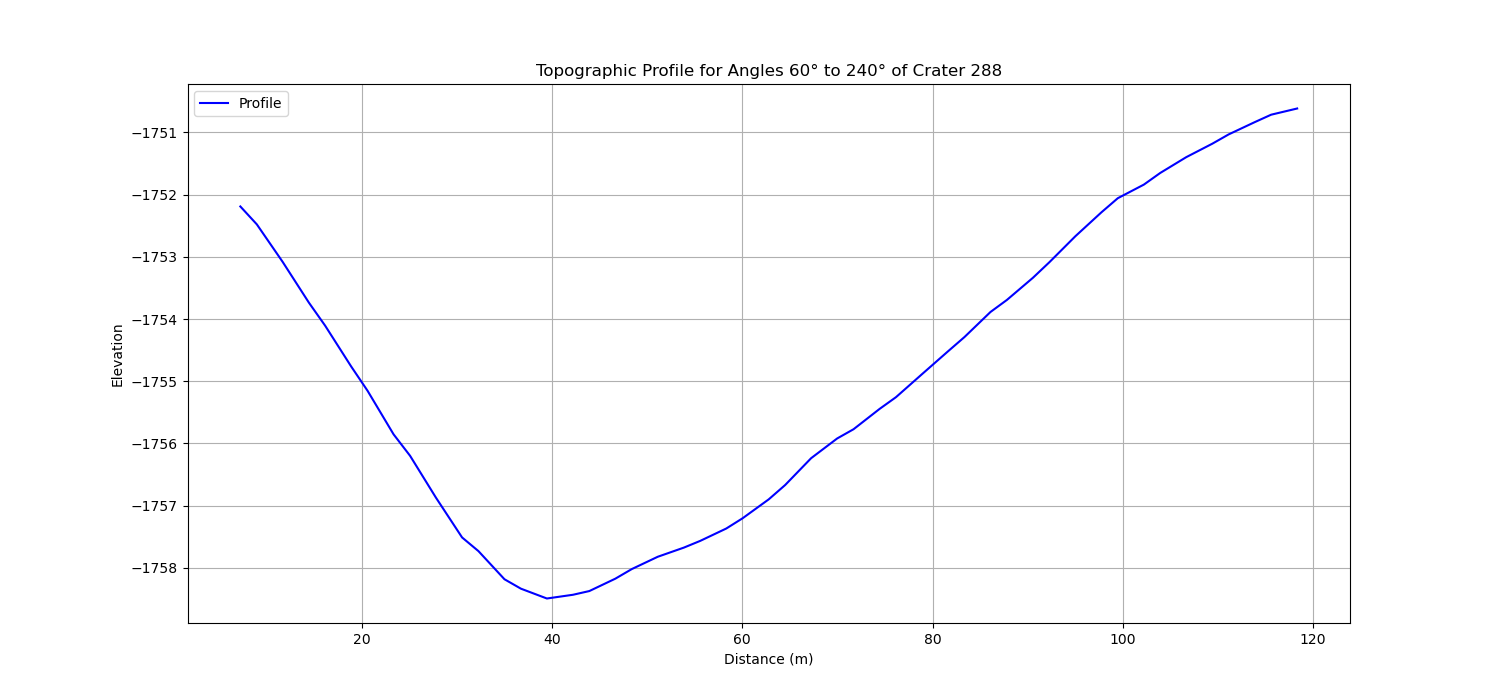 Topographic Profile for Angles 60° to 240° of Crater 288
Profile
−1751
−1752
−1753
−1754
−1755
−1756
−1757
−1758
Elevation
20 40 60 80 100 120
Distance (m)